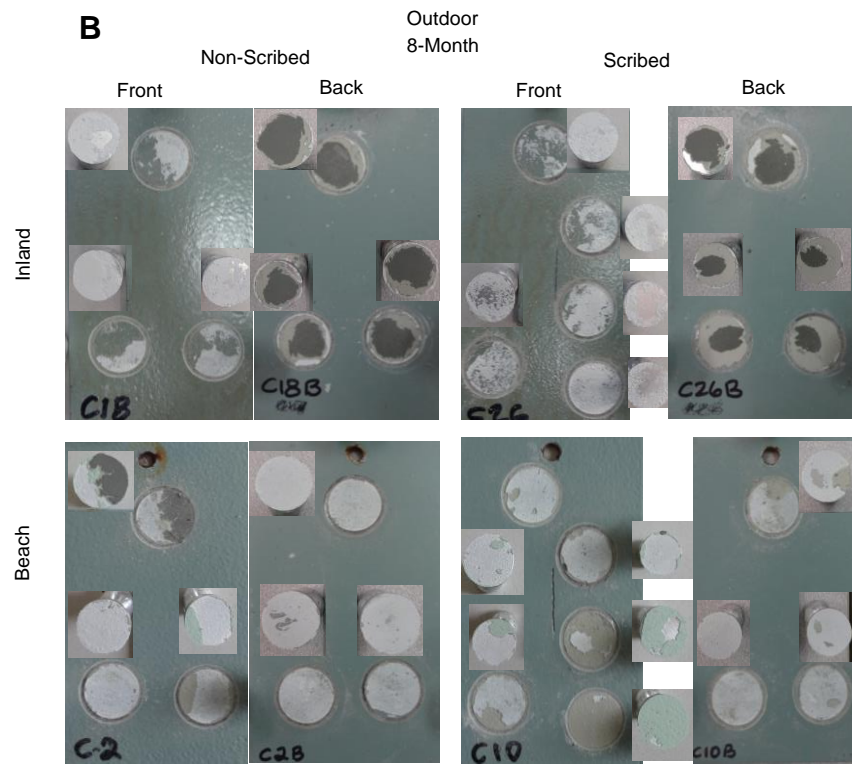 B
Outdoor
8-Month
Non-Scribed
Scribed
Front
Back
Front
Back
Inland
C18
C18B
C26
C26B
Beach
C-2
C2B
C10
C10B